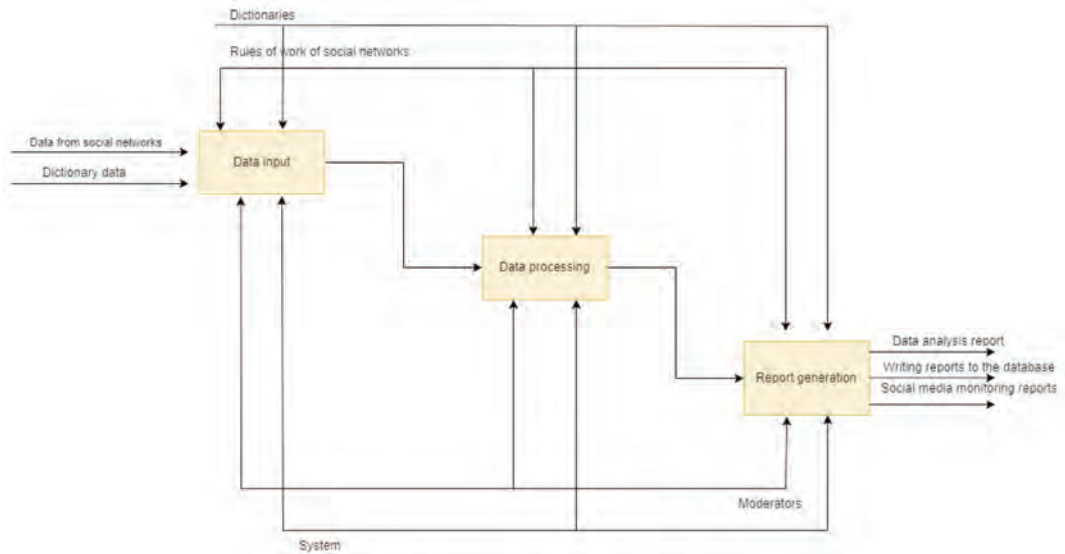 Dictionaries
Rules of work of social networks
Data from social networks
Data input
Dictionary data
Data processing
Data analysis report
Report generation
Writing reports to the database
Social media monitoring reports
Moderators
System